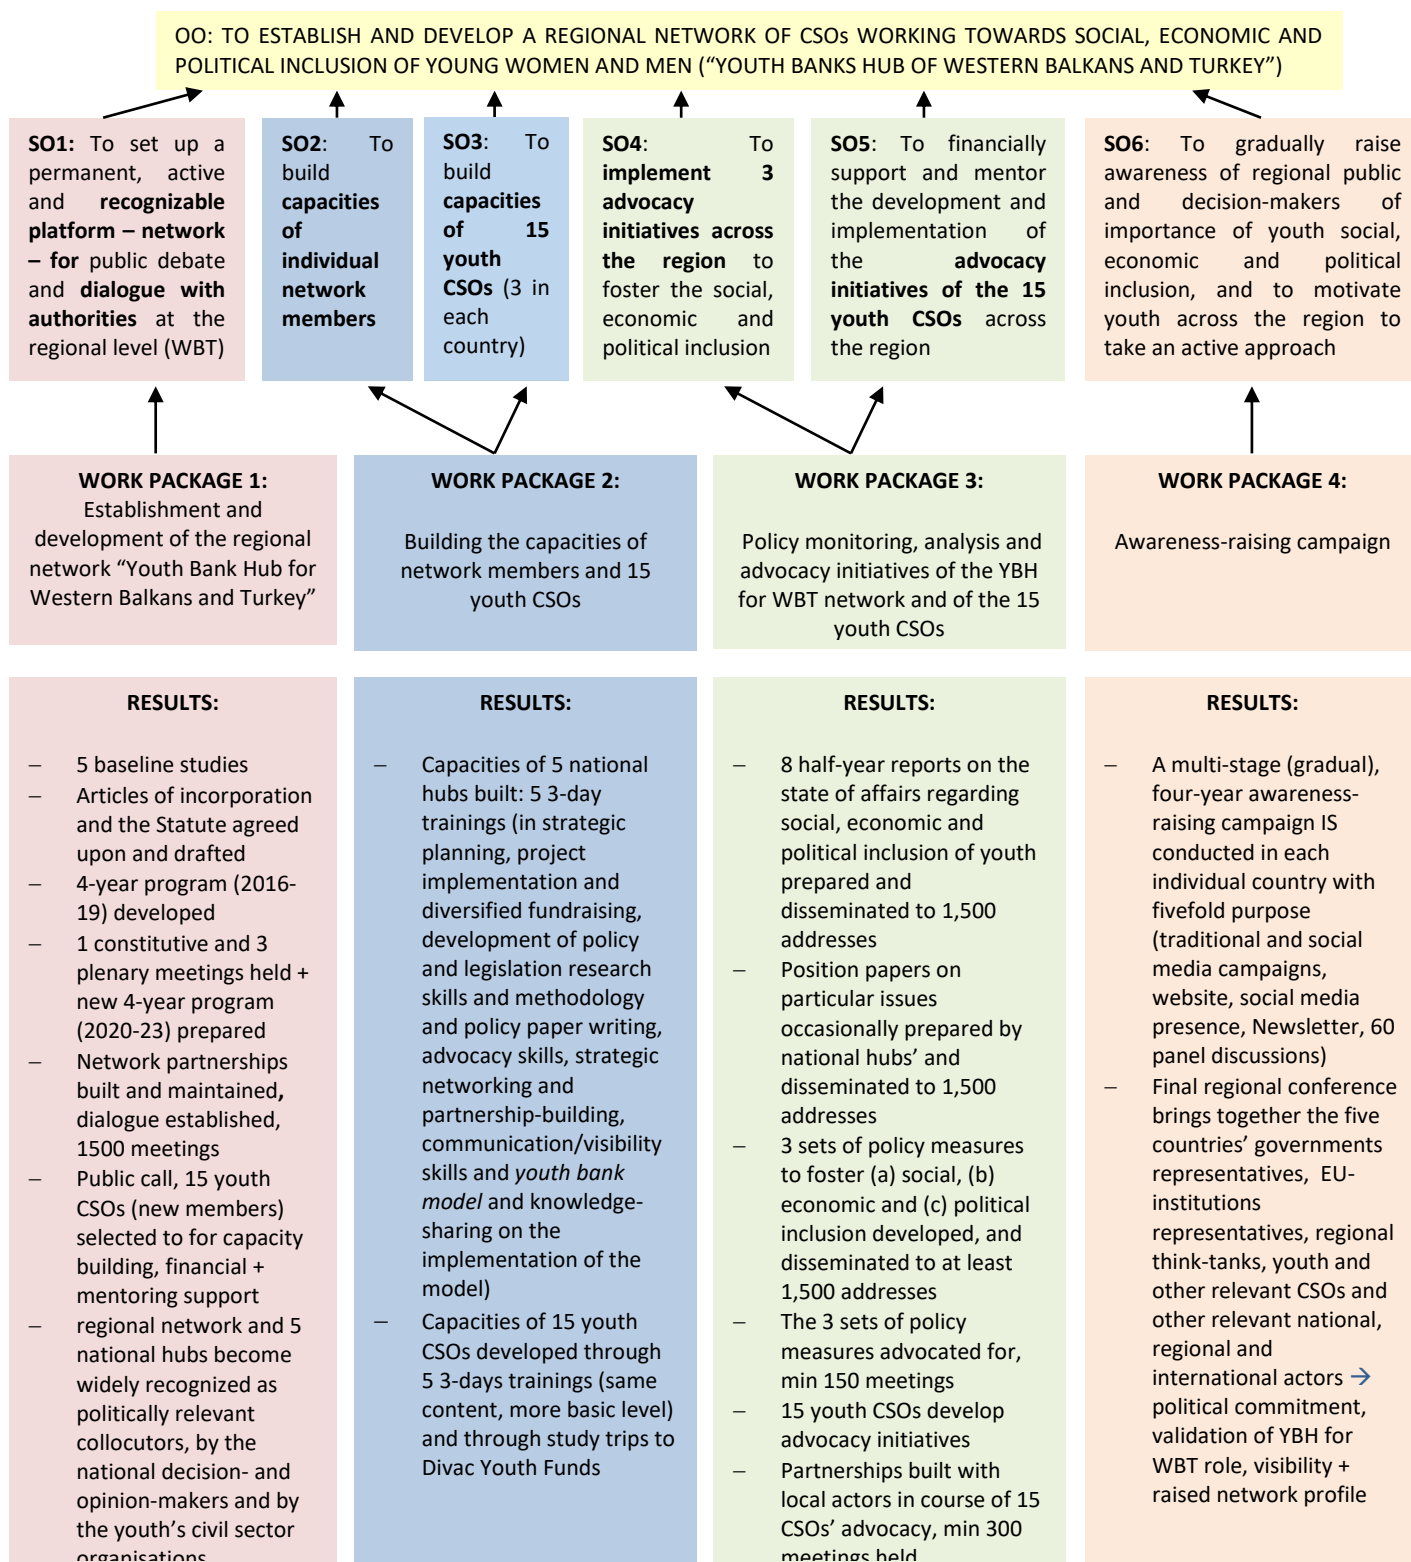 OO: TO ESTABLISH AND DEVELOP A REGIONAL NETWORK OF CSOs WORKING TOWARDS SOCIAL, ECONOMIC AND
POLITICAL INCLUSION OF YOUNG WOMEN AND MEN (“YOUTH BANKS HUB OF WESTERN BALKANS AND TURKEY”)
SO1: To set up a
permanent, active
and recognizable
platform – network
– for public debate
and dialogue with
authorities at the
regional level (WBT)
SO2: To
build
capacities
of
individual
network
members
SO3: To
build
capacities
of 15
youth
CSOs (3 in
each
country)
SO4: To
implement 3
advocacy
initiatives across
the region to
foster the social,
economic and
political inclusion
SO5: To financially
support and mentor
the development and
implementation of
the advocacy
initiatives of the 15
youth CSOs across
the region
SO6: To gradually raise
awareness of regional public
and decision-makers of
importance of youth social,
economic and political
inclusion, and to motivate
youth across the region to
take an active approach
WORK PACKAGE 1:
Establishment and
development of the regional
network “Youth Bank Hub for
Western Balkans and Turkey”
WORK PACKAGE 2:
Building the capacities of
network members and 15
youth CSOs
WORK PACKAGE 3:
Policy monitoring, analysis and
advocacy initiatives of the YBH
for WBT network and of the 15
youth CSOs
WORK PACKAGE 4:
Awareness-raising campaign
RESULTS:
– 5 baseline studies
– Articles of incorporation
and the Statute agreed
upon and drafted
– 4-year program (2016-
19) developed
– 1 constitutive and 3
plenary meetings held +
new 4-year program
(2020-23) prepared
– Network partnerships
built and maintained,
dialogue established,
1500 meetings
– Public call, 15 youth
CSOs (new members)
selected to for capacity
building, financial +
mentoring support
– regional network and 5
national hubs become
widely recognized as
politically relevant
collocutors, by the
national decision- and
opinion-makers and by
the youth’s civil sector
organisations
RESULTS:
– Capacities of 5 national
hubs built: 5 3-day
trainings (in strategic
planning, project
implementation and
diversified fundraising,
development of policy
and legislation research
skills and methodology
and policy paper writing,
advocacy skills, strategic
networking and
partnership-building,
communication/visibility
skills and youth bank
model and knowledge-
sharing on the
implementation of the
model)
– Capacities of 15 youth
CSOs developed through
5 3-days trainings (same
content, more basic level)
and through study trips to
Divac Youth Funds
RESULTS:
– 8 half-year reports on the
state of affairs regarding
social, economic and
political inclusion of youth
prepared and
disseminated to 1,500
addresses
– Position papers on
particular issues
occasionally prepared by
national hubs’ and
disseminated to 1,500
addresses
– 3 sets of policy measures
to foster (a) social, (b)
economic and (c) political
inclusion developed, and
disseminated to at least
1,500 addresses
– The 3 sets of policy
measures advocated for,
min 150 meetings
– 15 youth CSOs develop
advocacy initiatives
– Partnerships built with
local actors in course of 15
CSOs’ advocacy, min 300
meetings held
RESULTS:
– A multi-stage (gradual),
four-year awareness-
raising campaign IS
conducted in each
individual country with
fivefold purpose
(traditional and social
media campaigns,
website, social media
presence, Newsletter, 60
panel discussions)
– Final regional conference
brings together the five
countries’ governments
representatives, EU-
institutions
representatives, regional
think-tanks, youth and
other relevant CSOs and
other relevant national,
regional and
international actors →
political commitment,
validation of YBH for
WBT role, visibility +
raised network profile